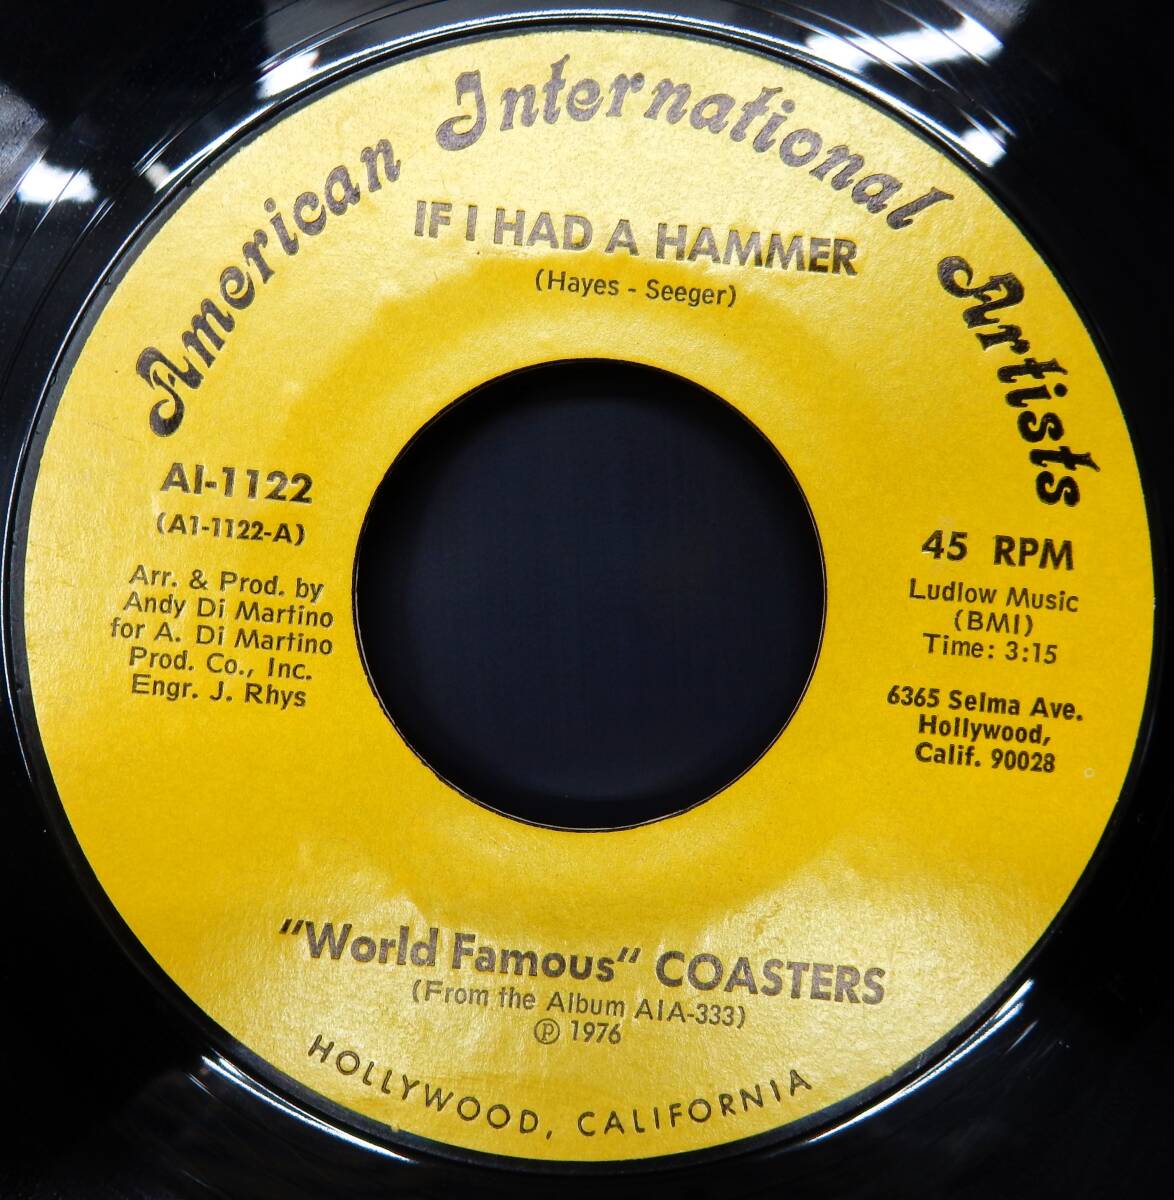 American International Artists
IF I HAD A HAMMER
(Hayes - Seeger)
AI-1122
(A1-1122-A)
Arr. & Prod. by
Andy Di Martino
for A. Di Martino
Prod. Co., Inc.
Engr. J. Rhys
45 RPM
Ludlow Music
(BMI)
Time: 3:15
6365 Selma Ave.
Hollywood,
Calif. 90028
"World Famous" COASTERS
(From the Album AIA-333)
℗ 1976
HOLLYWOOD, CALIFORNIA